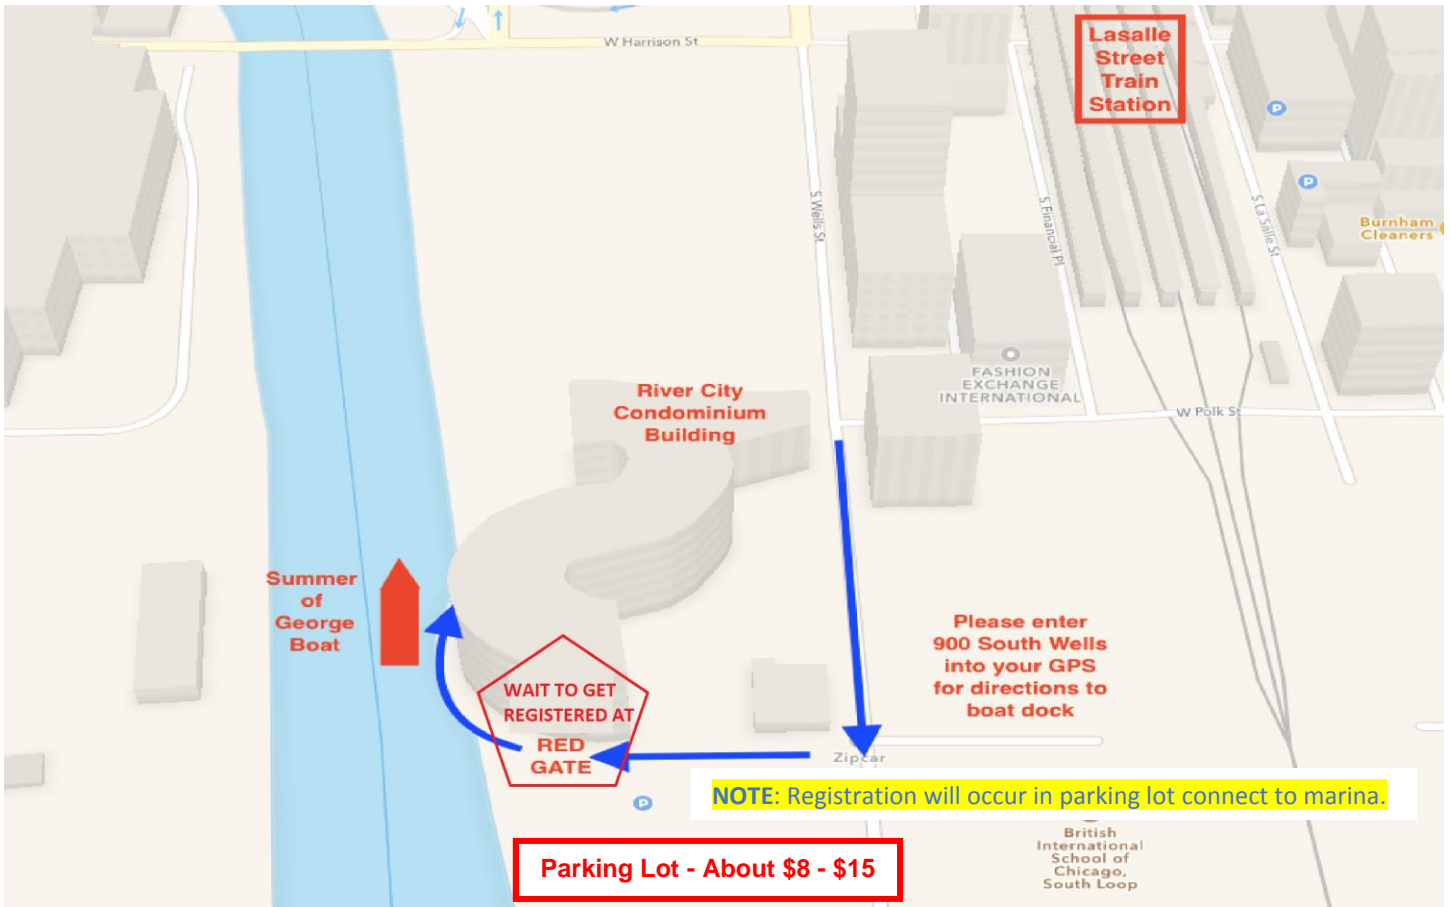 W Harrison St
Lasalle
Street
Train
Station
P
P
S Wells St
S Financial Pl
S La Salle St
Burnham
Cleaners
FASHION
EXCHANGE
INTERNATIONAL
River City
Condominium
Building
W Polk St
Summer
of
George
Boat
Please enter
900 South Wells
into your GPS
for directions to
boat dock
WAIT TO GET
REGISTERED AT
RED
GATE
Zipcar
NOTE: Registration will occur in parking lot connect to marina.
P
British
International
School of
Chicago,
South Loop
Parking Lot - About $8 - $15